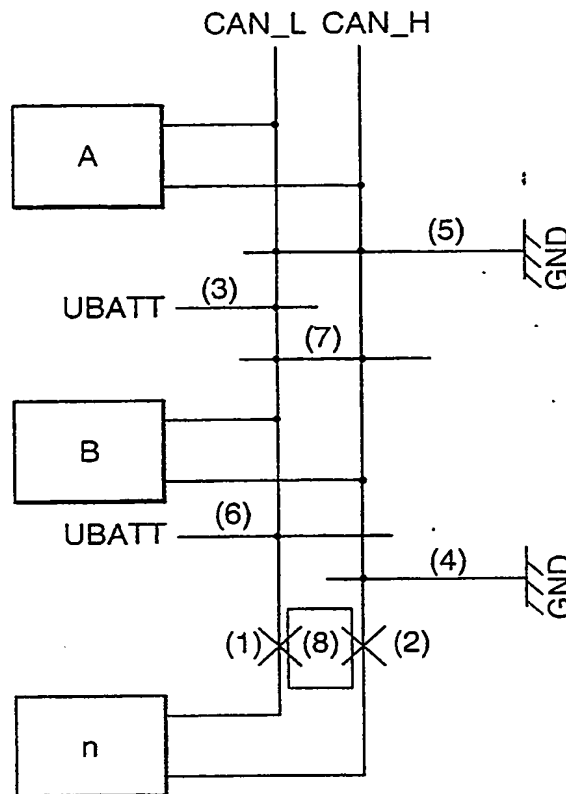 CAN_L CAN_H
A
(5)
GND
UBATT (3)
(7)
B
UBATT (6)
(4)
GND
(1) (8) (2)
n